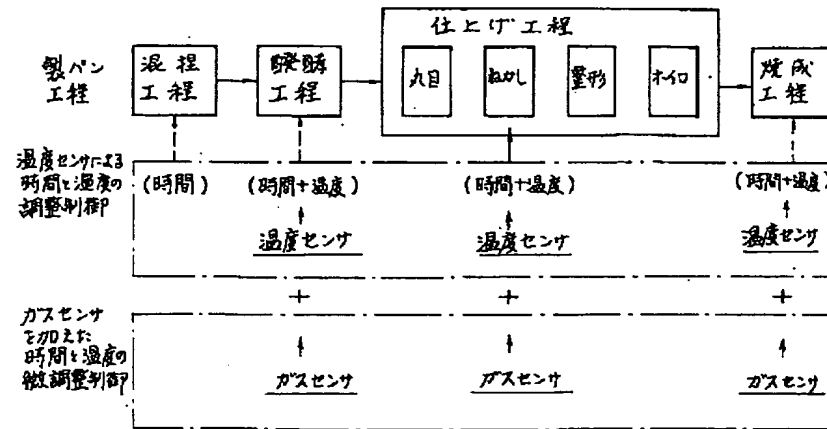 製パン
工程
混捏
工程
醗酵
工程
仕上げ工程
丸目
ねかし
整形
ホイロ
焼成
工程
温度センサによる
時間と温度の
調整制御
(時間)
(時間+温度)
(時間+温度)
(時間+温度)
温度センサ
温度センサ
温度センサ
+
+
+
ガスセンサ
を加えた
時間と温度の
微調整制御
ガスセンサ
ガスセンサ
ガスセンサ